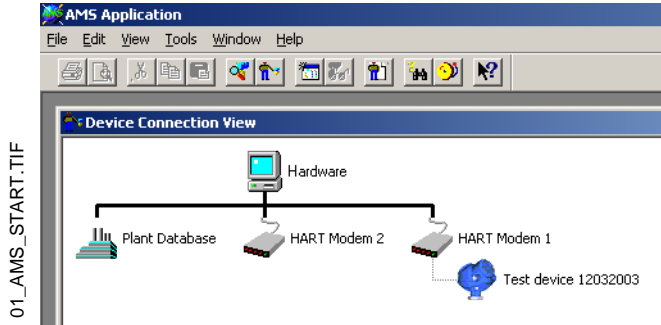 AMS Application
File Edit View Tools Window Help
Device Connection View
Hardware
Plant Database HART Modem 2 HART Modem 1
Test device 12032003
01_AMS_START.TIF